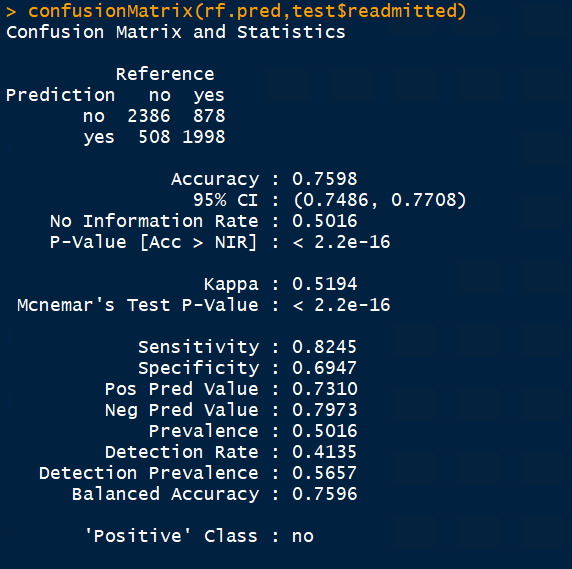 > confusionMatrix(rf.pred,test$readmitted)
Confusion Matrix and Statistics
Reference
Prediction no yes
no 2386 878
yes 508 1998
Accuracy : 0.7598
95% CI : (0.7486, 0.7708)
No Information Rate : 0.5016
P-Value [Acc > NIR] : < 2.2e-16
Kappa : 0.5194
Mcnemar's Test P-Value : < 2.2e-16
Sensitivity : 0.8245
Specificity : 0.6947
Pos Pred Value : 0.7310
Neg Pred Value : 0.7973
Prevalence : 0.5016
Detection Rate : 0.4135
Detection Prevalence : 0.5657
Balanced Accuracy : 0.7596
'Positive' Class : no